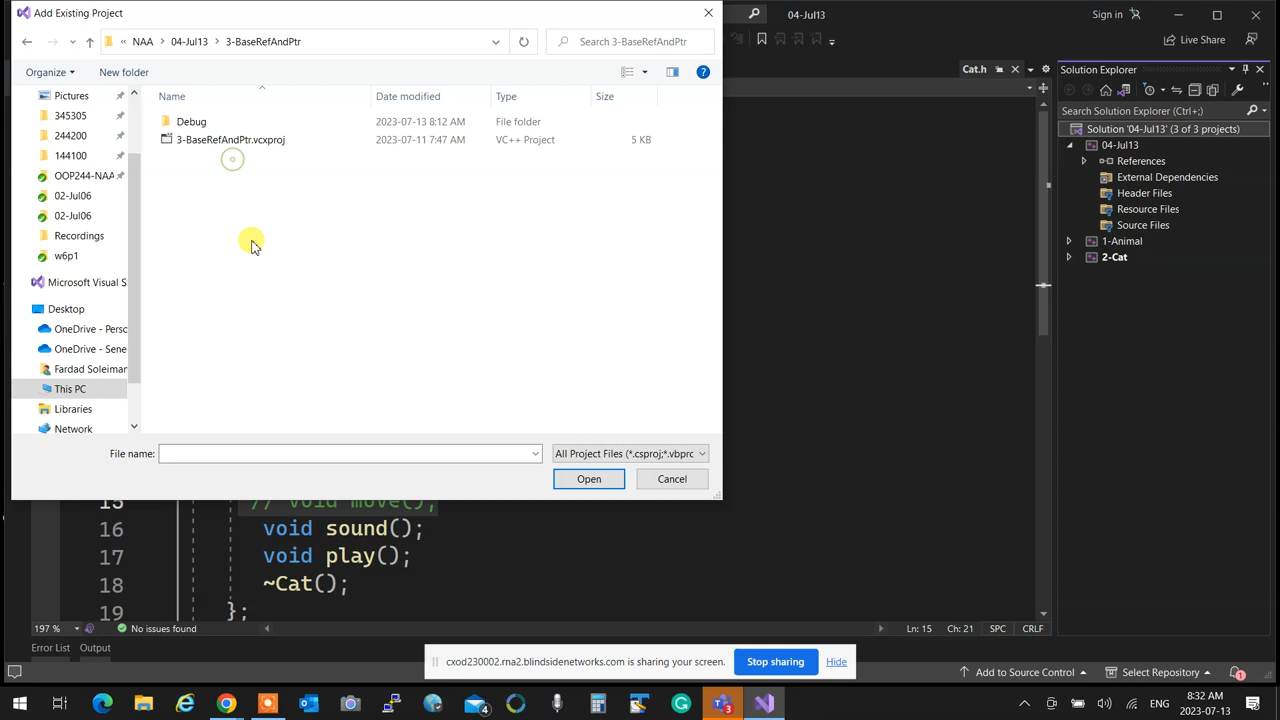 Add Existing Project
NAA
04-Jul13
3-BaseRefAndPtr
Search 3-BaseRefAndPtr
Organize
New folder
Name
Date modified
Type
Size
Debug
2023-07-13 8:12 AM
File folder
3-BaseRefAndPtr.vcxproj
2023-07-11 7:47 AM
VC++ Project
5 KB
Pictures
345305
244200
144100
OOP244-NAA
02-Jul06
02-Jul06
Recordings
w6p1
Microsoft Visual S
Desktop
OneDrive - Perso
OneDrive - Sene
Fardad Soleiman
This PC
Libraries
Network
File name:
All Project Files (*.csproj;*.vbprc
Open
Cancel
04-Jul13
Sign in
Live Share
Cat.h
15 // void move();
16 void sound();
17 void play();
18 ~Cat();
19 };
197 %
No issues found
Ln: 15
Ch: 21
SPC
CRLF
Error List
Output
Solution Explorer
Search Solution Explorer (Ctrl+;)
Solution '04-Jul13' (3 of 3 projects)
04-Jul13
References
External Dependencies
Header Files
Resource Files
Source Files
1-Animal
2-Cat
cxod230002.rna2.blindsidenetworks.com is sharing your screen.
Stop sharing
Hide
Add to Source Control
Select Repository
1
4
3
ENG
8:32 AM
2023-07-13